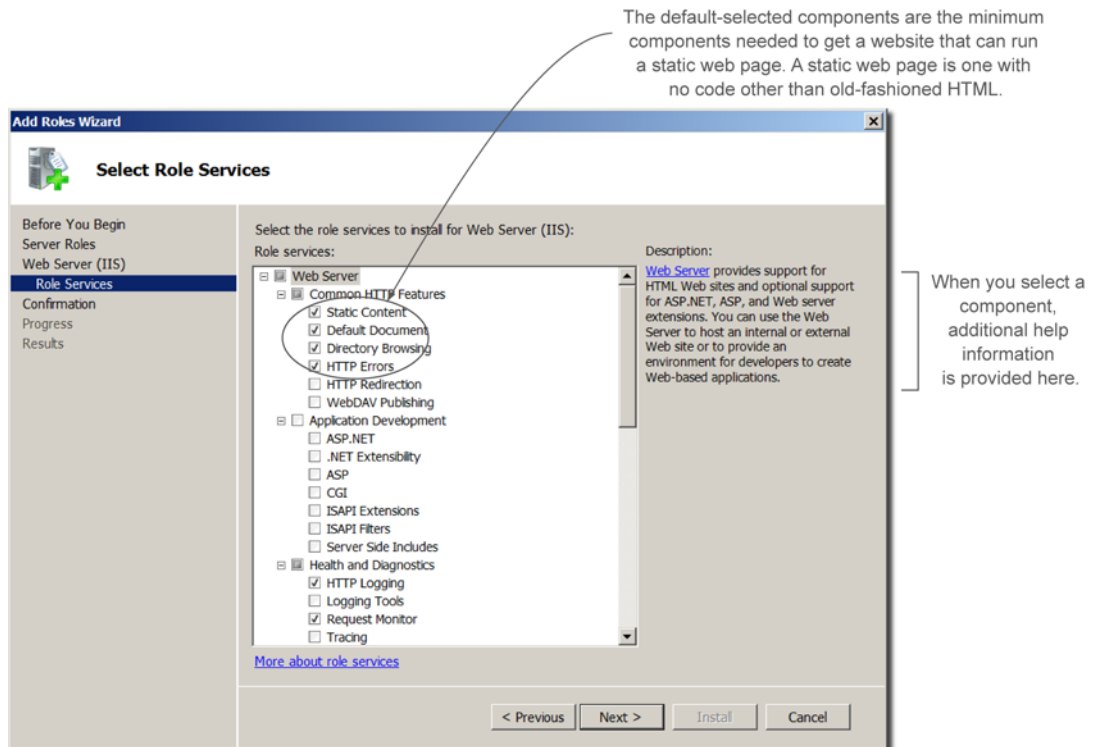 The default-selected components are the minimum
components needed to get a website that can run
a static web page. A static web page is one with
no code other than old-fashioned HTML.
Add Roles Wizard
Select Role Services
Before You Begin
Server Roles
Web Server (IIS)
Role Services
Confirmation
Progress
Results
Select the role services to install for Web Server (IIS):
Role services:
Web Server
Common HTTP Features
Static Content
Default Document
Directory Browsing
HTTP Errors
HTTP Redirection
WebDAV Publishing
Application Development
ASP.NET
.NET Extensibility
ASP
CGI
ISAPI Extensions
ISAPI Filters
Server Side Includes
Health and Diagnostics
HTTP Logging
Logging Tools
Request Monitor
Tracing
More about role services
Description:
Web Server provides support for
HTML Web sites and optional support
for ASP.NET, ASP, and Web server
extensions. You can use the Web
Server to host an internal or external
Web site or to provide an
environment for developers to create
Web-based applications.
When you select a
component,
additional help
information
is provided here.
< Previous
Next >
Install
Cancel